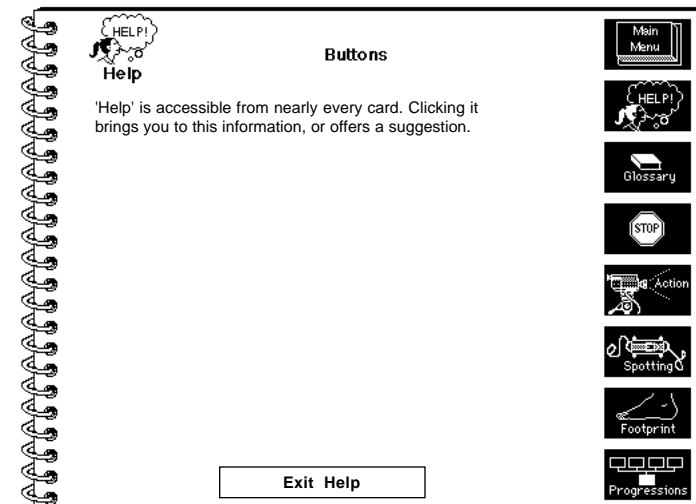 HELP!
Help
Buttons
'Help' is accessible from nearly every card. Clicking it
brings you to this information, or offers a suggestion.
Exit Help
Main
Menu
HELP!
Glossary
STOP
Action
Spotting
Footprint
Progressions